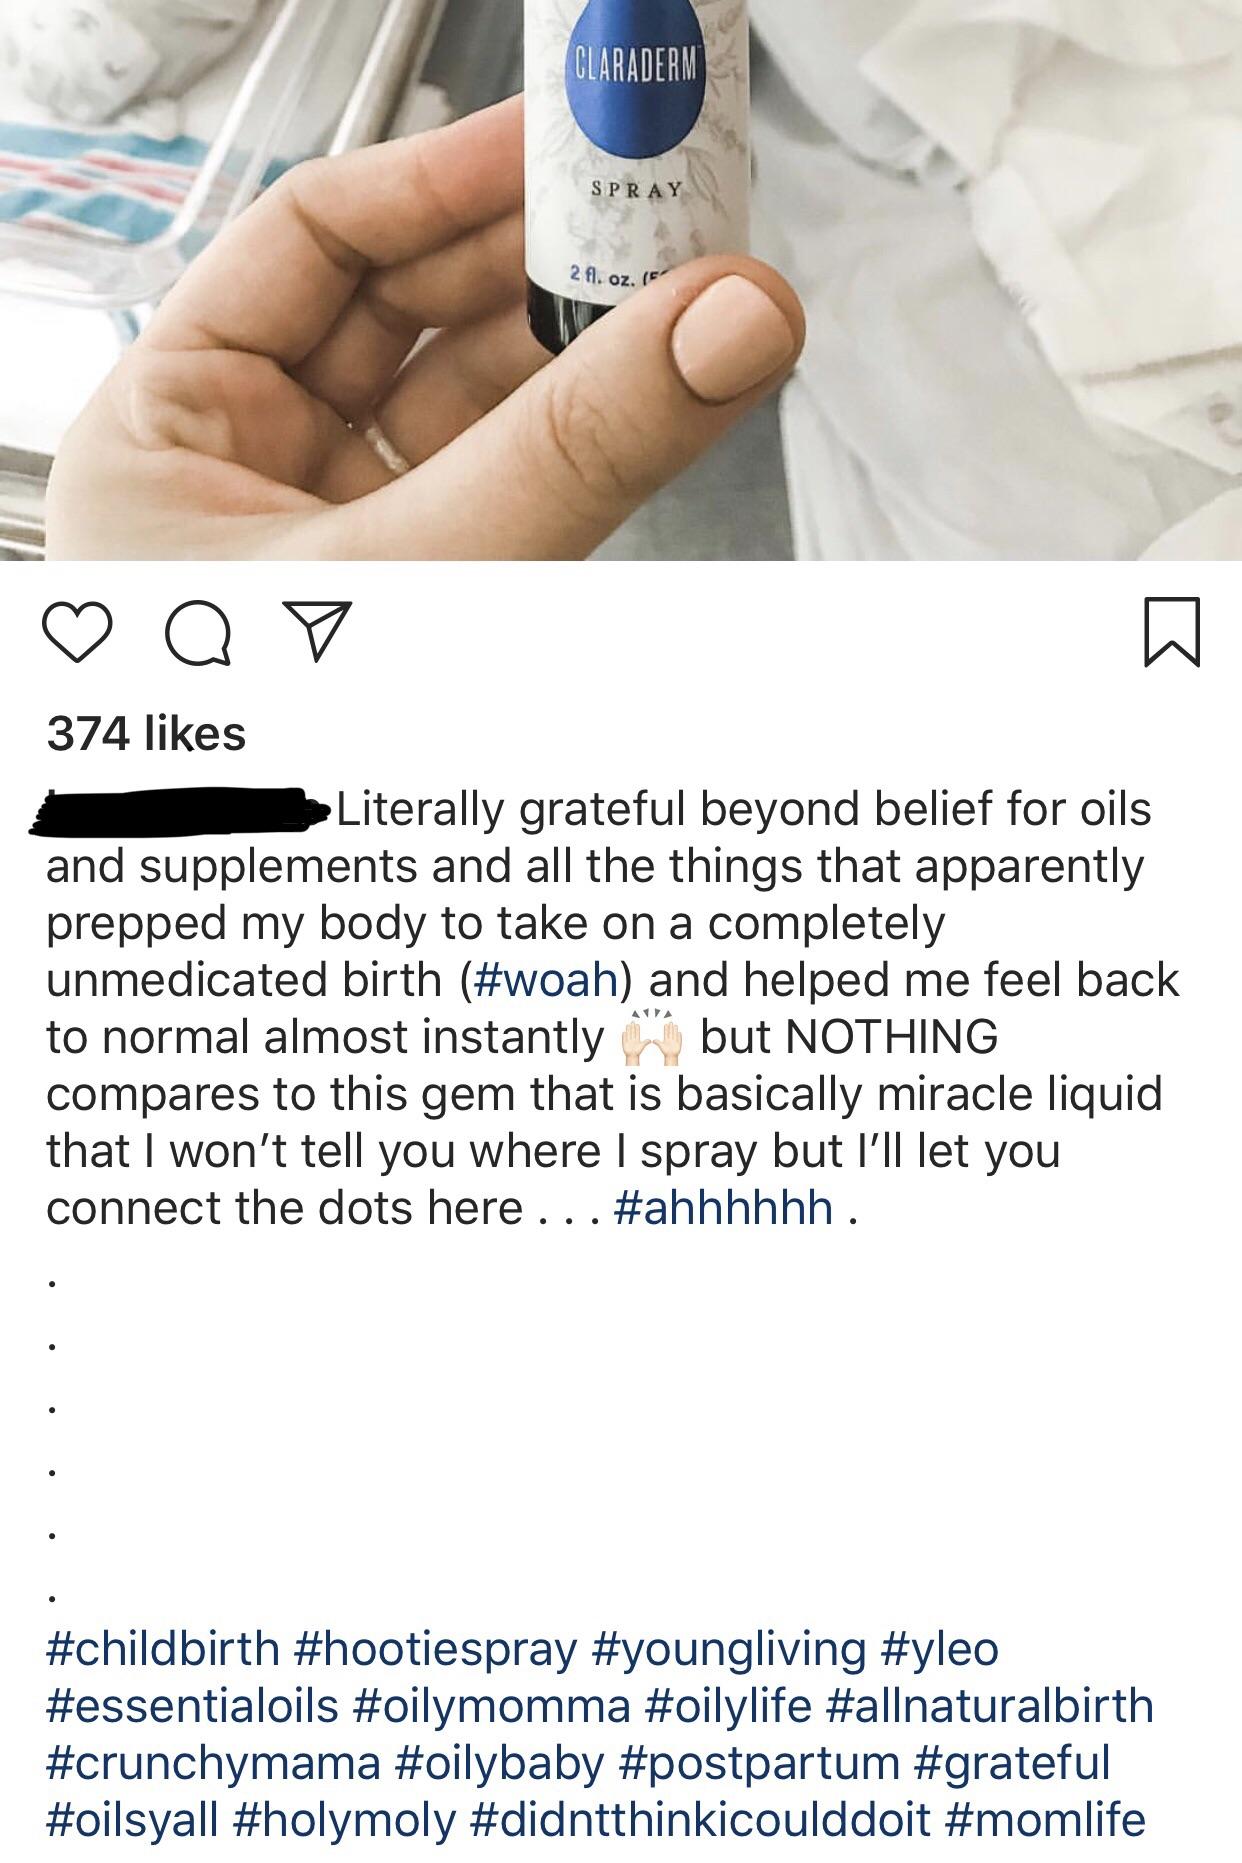 CLARADERM
SPRAY
2 fl. oz.
374 likes
Literally grateful beyond belief for oils
and supplements and all the things that apparently
prepped my body to take on a completely
unmedicated birth (#woah) and helped me feel back
to normal almost instantly 🙌🏻 but NOTHING
compares to this gem that is basically miracle liquid
that I won’t tell you where I spray but I’ll let you
connect the dots here . . . #ahhhhhh .
.
.
.
.
.
.
#childbirth #hootiespray #youngliving #yleo
#essentialoils #oilymomma #oilylife #allnaturalbirth
#crunchymama #oilybaby #postpartum #grateful
#oilsyall #holymoly #didntthinkicoulddoit #momlife